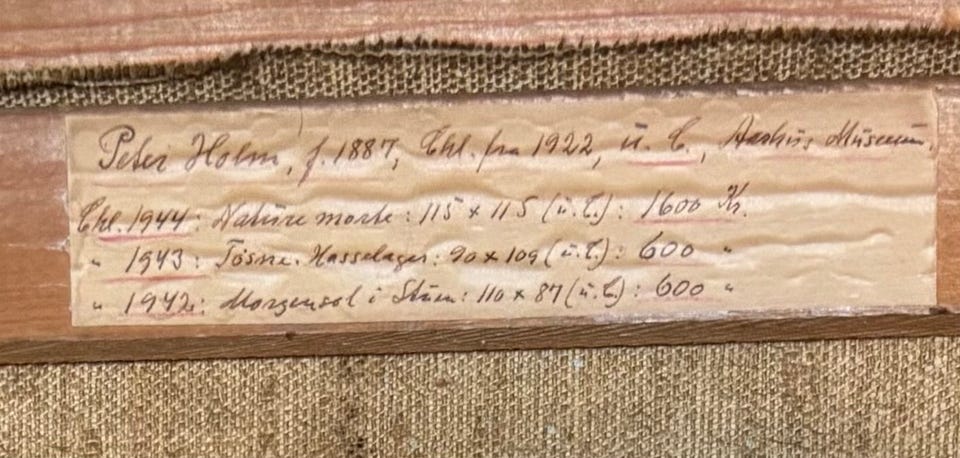 Peter Holm, f. 1887, Chl. fra 1922, u. C., Aarhus Museum.
Chl. 1944: Nature morte: 115 x 115 (u.C.): 1600 Kr.
" 1943: Tösne. Hasselager: 90 x 109 (u.C.): 600 "
" 1942: Morgensol i Stuen: 110 x 87 (u.C.): 600 "